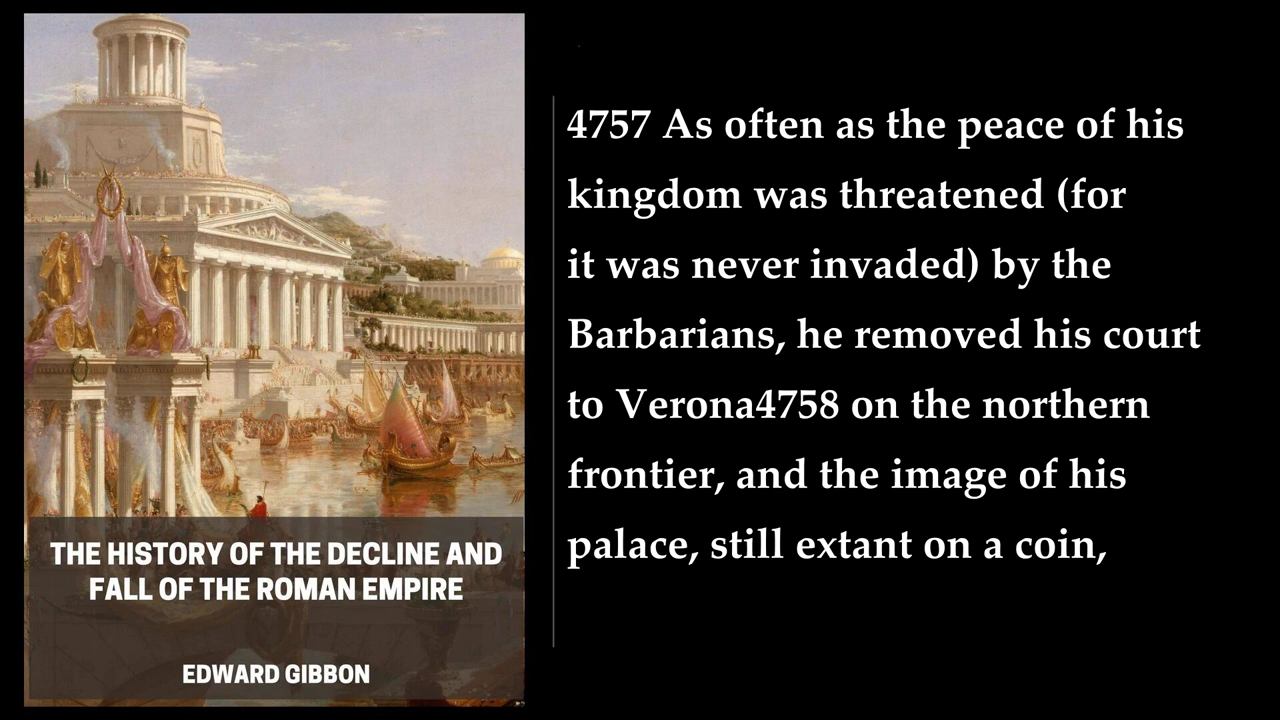 THE HISTORY OF THE DECLINE AND
FALL OF THE ROMAN EMPIRE
EDWARD GIBBON
4757 As often as the peace of his
kingdom was threatened (for
it was never invaded) by the
Barbarians, he removed his court
to Verona4758 on the northern
frontier, and the image of his
palace, still extant on a coin,